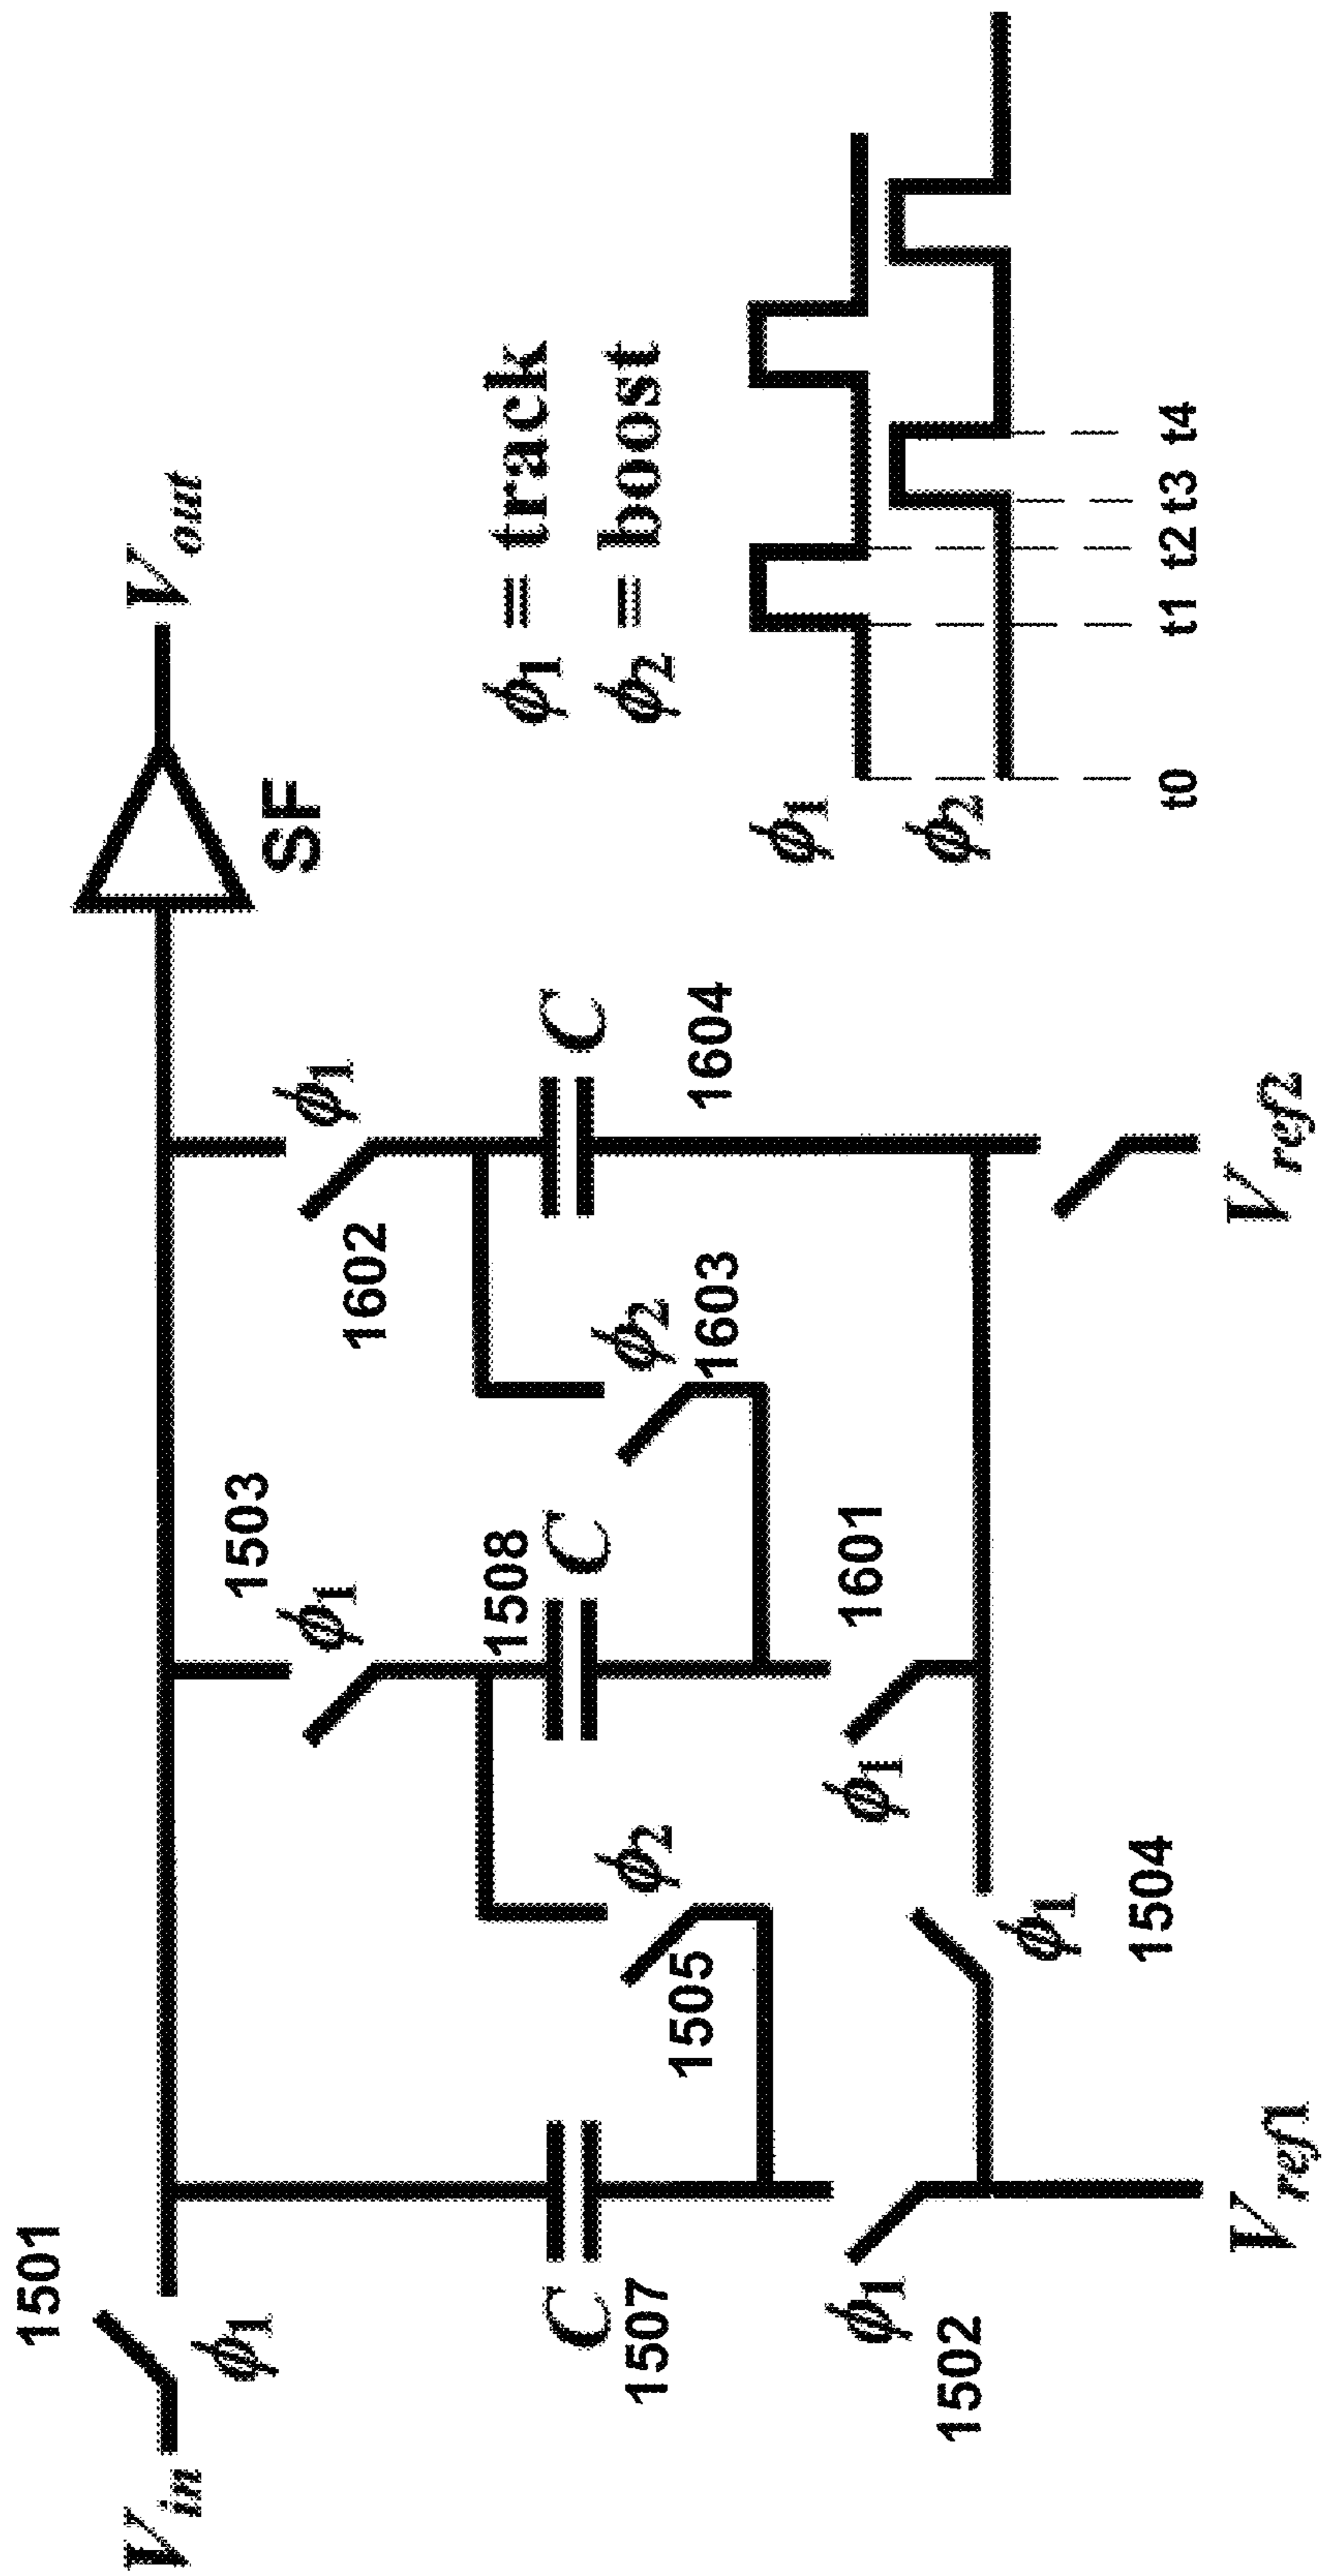 1501
V_in
ϕ1
V_out
SF
1503
ϕ1
ϕ1
1602
C
1507
1508
C
C
1604
1505
ϕ2
ϕ2
1603
ϕ1
1502
ϕ1
1601
ϕ1
1504
V_ref1
V_ref2
ϕ1 = track
ϕ2 = boost
ϕ1
ϕ2
t0 t1 t2 t3 t4